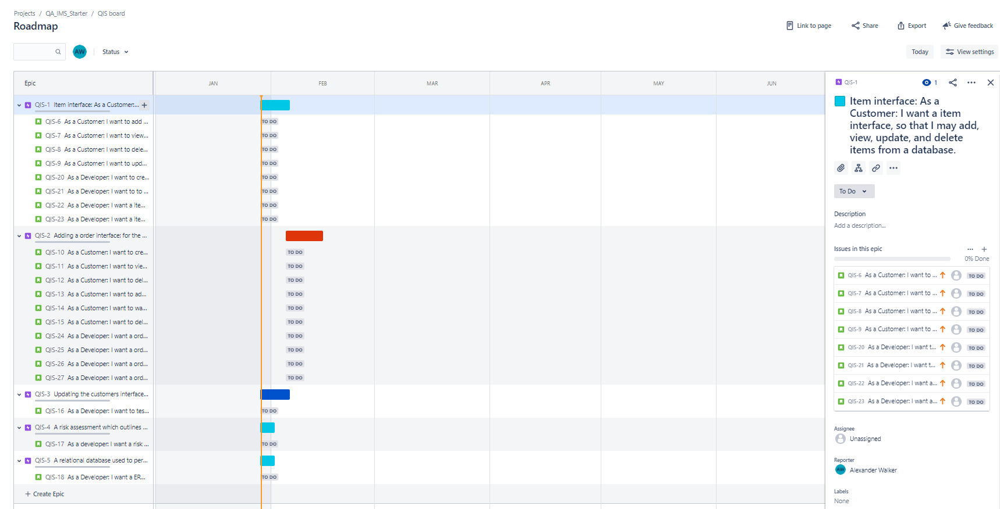 Projects / QA_IMS_Starter / QIS board
Roadmap
Link to page
Share
Export
Give feedback
AW
Status
Today
View settings
Epic
JAN
FEB
MAR
APR
MAY
JUN
QIS-1 Item interface: As a Customer:...
QIS-6 As a Customer: I want to add ... TO DO
QIS-7 As a Customer: I want to view... TO DO
QIS-8 As a Customer: I want to dele... TO DO
QIS-9 As a Customer: I want to upd... TO DO
QIS-20 As a Developer: I want to cre... TO DO
QIS-21 As a Developer: I want to to ... TO DO
QIS-22 As a Developer: I want a ite... TO DO
QIS-23 As a Developer: I want a ite... TO DO
QIS-2 Adding a order interface: for the ...
QIS-10 As a Customer: I want to cre... TO DO
QIS-11 As a Customer: I want to vie... TO DO
QIS-12 As a Customer: I want to del... TO DO
QIS-13 As a Customer: I want to ad... TO DO
QIS-14 As a Customer: I want to wa... TO DO
QIS-15 As a Customer: I want to del... TO DO
QIS-24 As a Developer: I want a ord... TO DO
QIS-25 As a Developer: I want a ord... TO DO
QIS-26 As a Developer: I want a ord... TO DO
QIS-27 As a Developer: I want a ord... TO DO
QIS-3 Updating the customers interface...
QIS-16 As a Developer: I want to tes... TO DO
QIS-4 A risk assessment which outlines ...
QIS-17 As a developer: I want a risk ... TO DO
QIS-5 A relational database used to per...
QIS-18 As a Developer: I want a ER... TO DO
+ Create Epic
QIS-1
1
Item interface: As a
Customer: I want a item
interface, so that I may add,
view, update, and delete
items from a database.
To Do
Description
Add a description...
Issues in this epic
0% Done
QIS-6 As a Customer: I want to ... TO DO
QIS-7 As a Customer: I want to ... TO DO
QIS-8 As a Customer: I want to ... TO DO
QIS-9 As a Customer: I want to ... TO DO
QIS-20 As a Developer: I want t... TO DO
QIS-21 As a Developer: I want t... TO DO
QIS-22 As a Developer: I want a... TO DO
QIS-23 As a Developer: I want a... TO DO
Assignee
Unassigned
Reporter
AW Alexander Walker
Labels
None